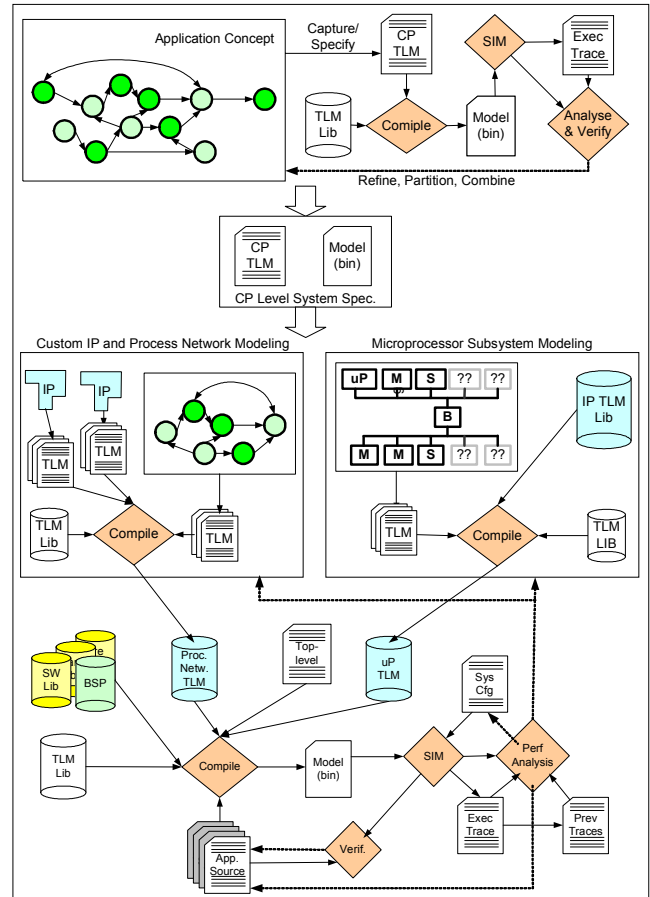 Application Concept
Capture/
Specify
CP
TLM
SIM
Exec
Trace
TLM
Lib
Comiple
Model
(bin)
Analyse
& Verify
Refine, Partition, Combine
CP
TLM
Model
(bin)
CP Level System Spec.
Custom IP and Process Network Modeling
IP
IP
TLM
TLM
TLM
Lib
Compile
TLM
Microprocessor Subsystem Modeling
uP
M
S
??
??
B
M
M
S
??
??
IP TLM
Lib
TLM
Compile
TLM
LIB
SW
Lib
BSP
Proc.
Netw.
TLM
Top-
level
uP
TLM
Sys
Cfg
TLM
Lib
Compile
Model
(bin)
SIM
Perf
Analysis
App.
Source
Verif.
Exec
Trace
Prev
Traces